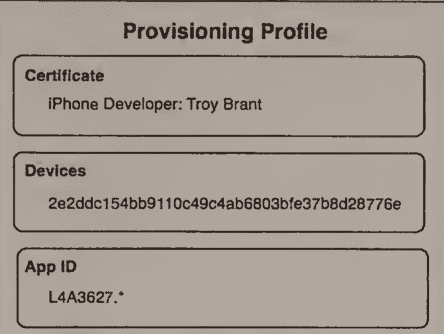 Provisioning Profile
Certificate
iPhone Developer: Troy Brant
Devices
2e2ddc154bb9110c49c4ab6803bfe37b8d28776e
App ID
L4A3627.*